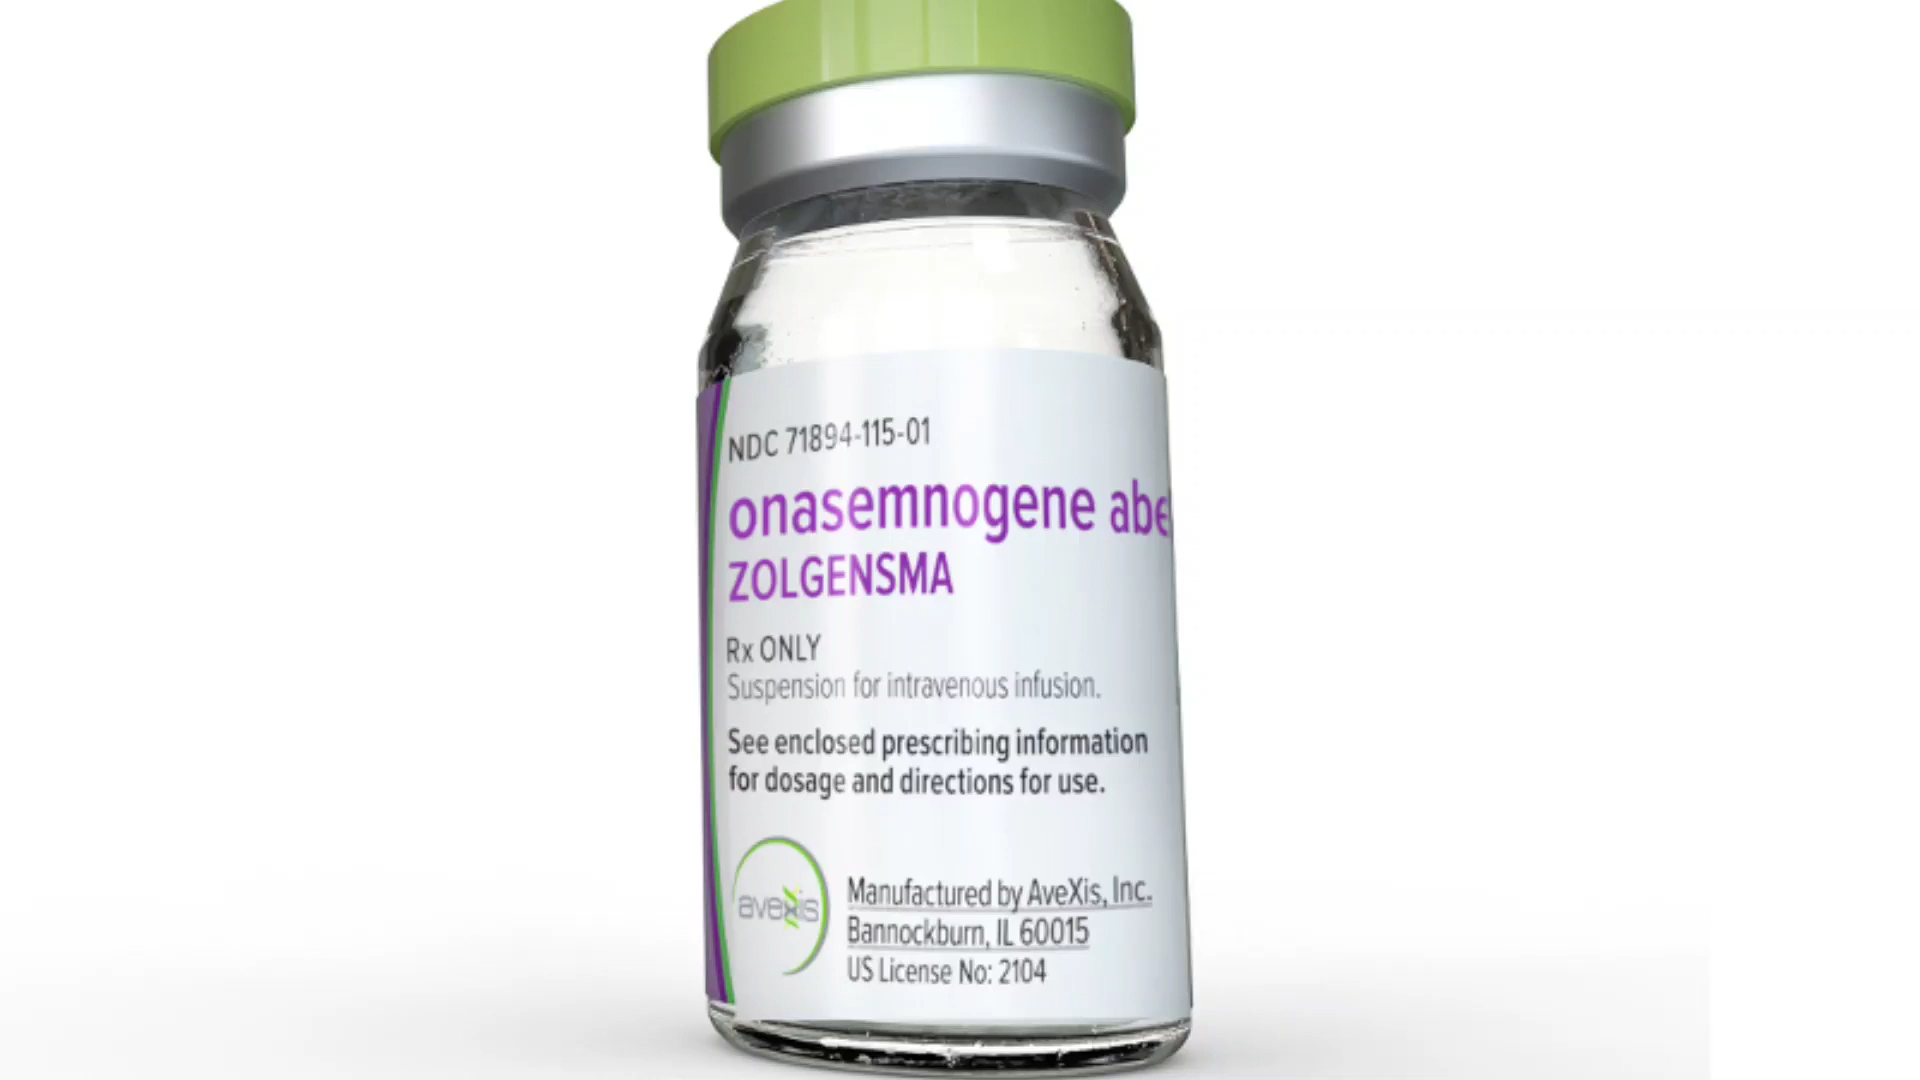 NDC 71894-115-01
onasemnogene abe
ZOLGENSMA
Rx ONLY
Suspension for intravenous infusion.
See enclosed prescribing information
for dosage and directions for use.
avexis
Manufactured by AveXis, Inc.
Bannockburn, IL 60015
US License No: 2104